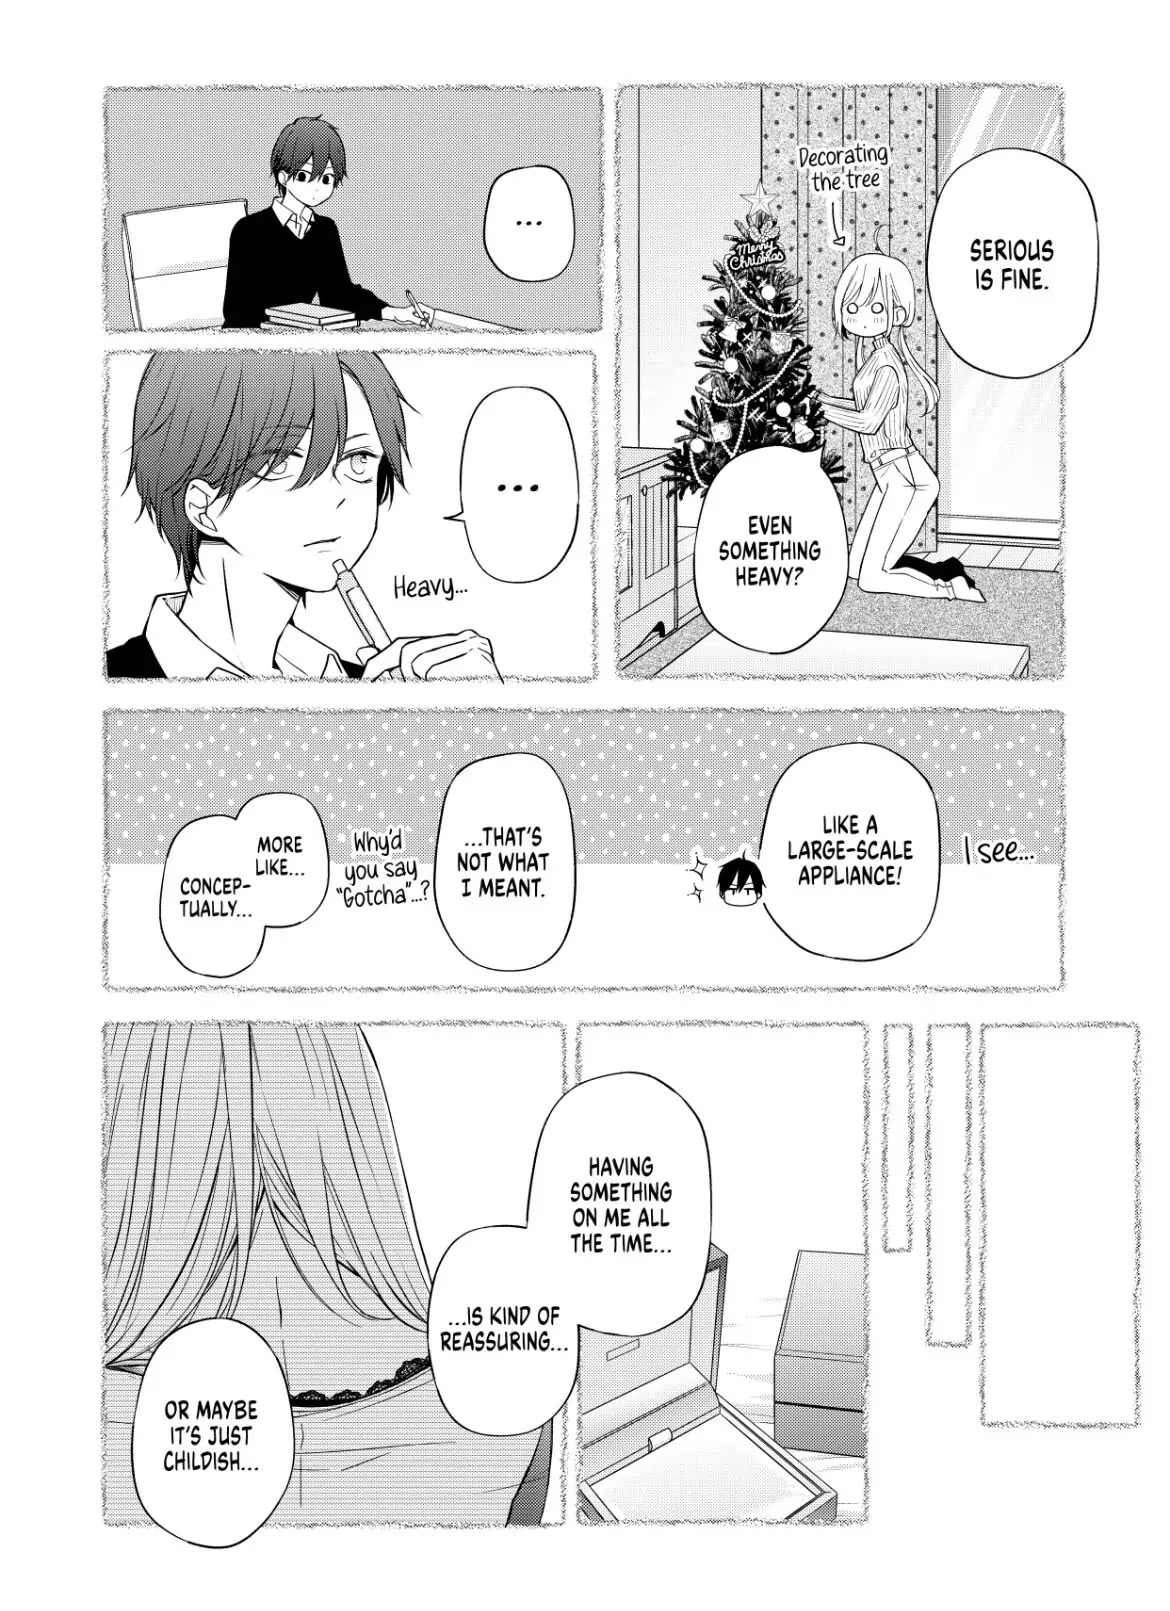 SERIOUS
IS FINE.
Decorating
the tree
Merry
Christmas
EVEN
SOMETHING
HEAVY?
...
...
Heavy...
I see...
LIKE A
LARGE-SCALE
APPLIANCE!
...THAT'S
NOT WHAT
I MEANT.
Why'd
you say
"Gotcha"...?
MORE
LIKE...
CONCEP-
TUALLY...
HAVING
SOMETHING
ON ME ALL
THE TIME...
...IS KIND OF
REASSURING...
OR MAYBE
IT'S JUST
CHILDISH...